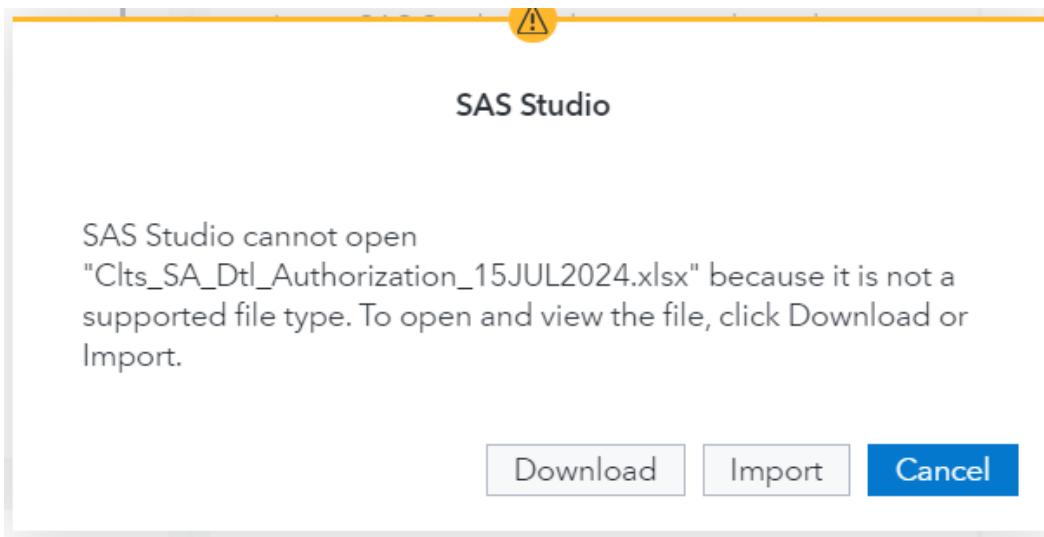 SAS Studio
SAS Studio cannot open
"Clts_SA_Dtl_Authorization_15JUL2024.xlsx" because it is not a
supported file type. To open and view the file, click Download or
Import.
Download
Import
Cancel